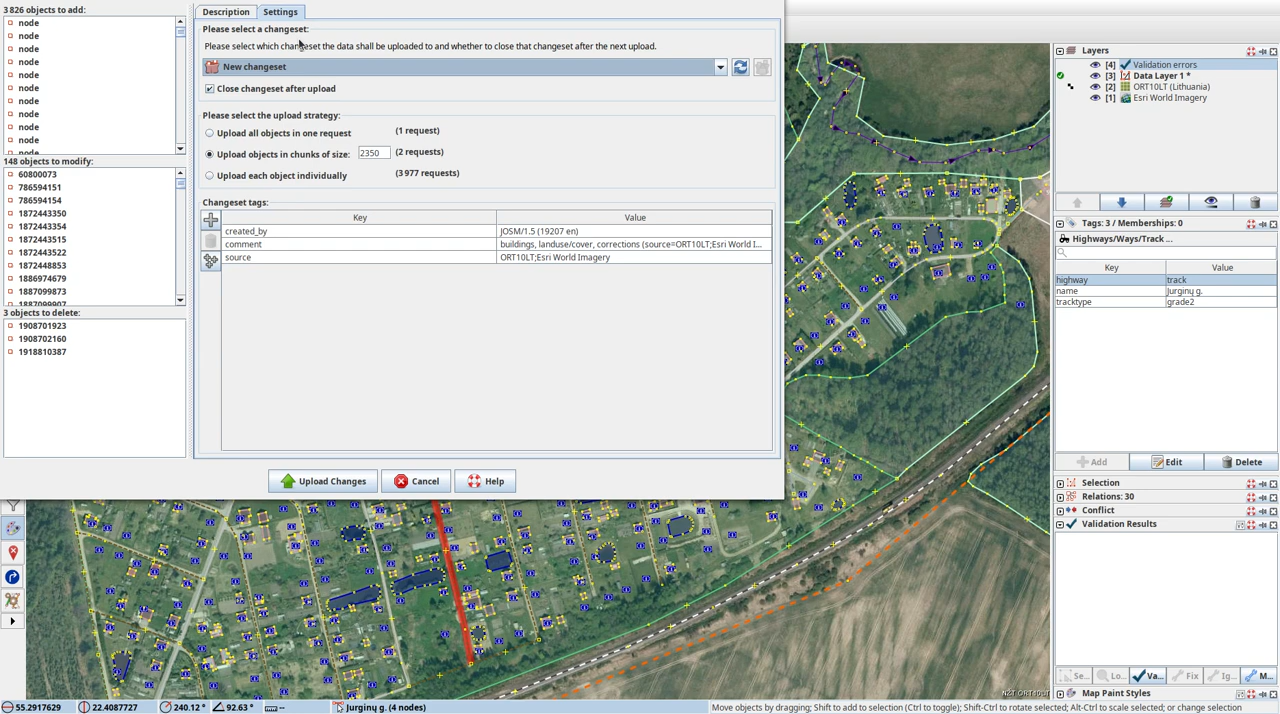 3 826 objects to add:
node
node
node
node
node
node
node
node
node
node
node
148 objects to modify:
60800073
786594151
786594154
1872443350
1872443354
1872443515
1872443522
1872448853
1886974679
1887099873
1887099907
3 objects to delete:
1908701923
1908702160
1918810387
Description Settings
Please select a changeset:
Please select which changeset the data shall be uploaded to and whether to close that changeset after the next upload.
New changeset
Close changeset after upload
Please select the upload strategy:
Upload all objects in one request (1 request)
Upload objects in chunks of size: 2350 (2 requests)
Upload each object individually (3 977 requests)
Changeset tags:
Key Value
created_by JOSM/1.5 (19207 en)
comment buildings, landuse/cover, corrections (source=ORT10LT;Esri World I...
source ORT10LT;Esri World Imagery
Upload Changes Cancel Help
Layers
[4] Validation errors
[3] Data Layer 1 *
[2] ORT10LT (Lithuania)
[1] Esri World Imagery
Tags: 3 / Memberships: 0
Highways/Ways/Track ...
Key Value
highway track
name Jurginų g.
tracktype grade2
Add Edit Delete
Selection
Relations: 30
Conflict
Validation Results
Se... Lo... Va... Fix Ig... M...
Map Paint Styles
NŽT ORT10LT
55.2917629 22.4087727 240.12 ° 92.63 ° -- Jurginų g. (4 nodes) Move objects by dragging; Shift to add to selection (Ctrl to toggle); Shift-Ctrl to rotate selected; Alt-Ctrl to scale selected; or change selection